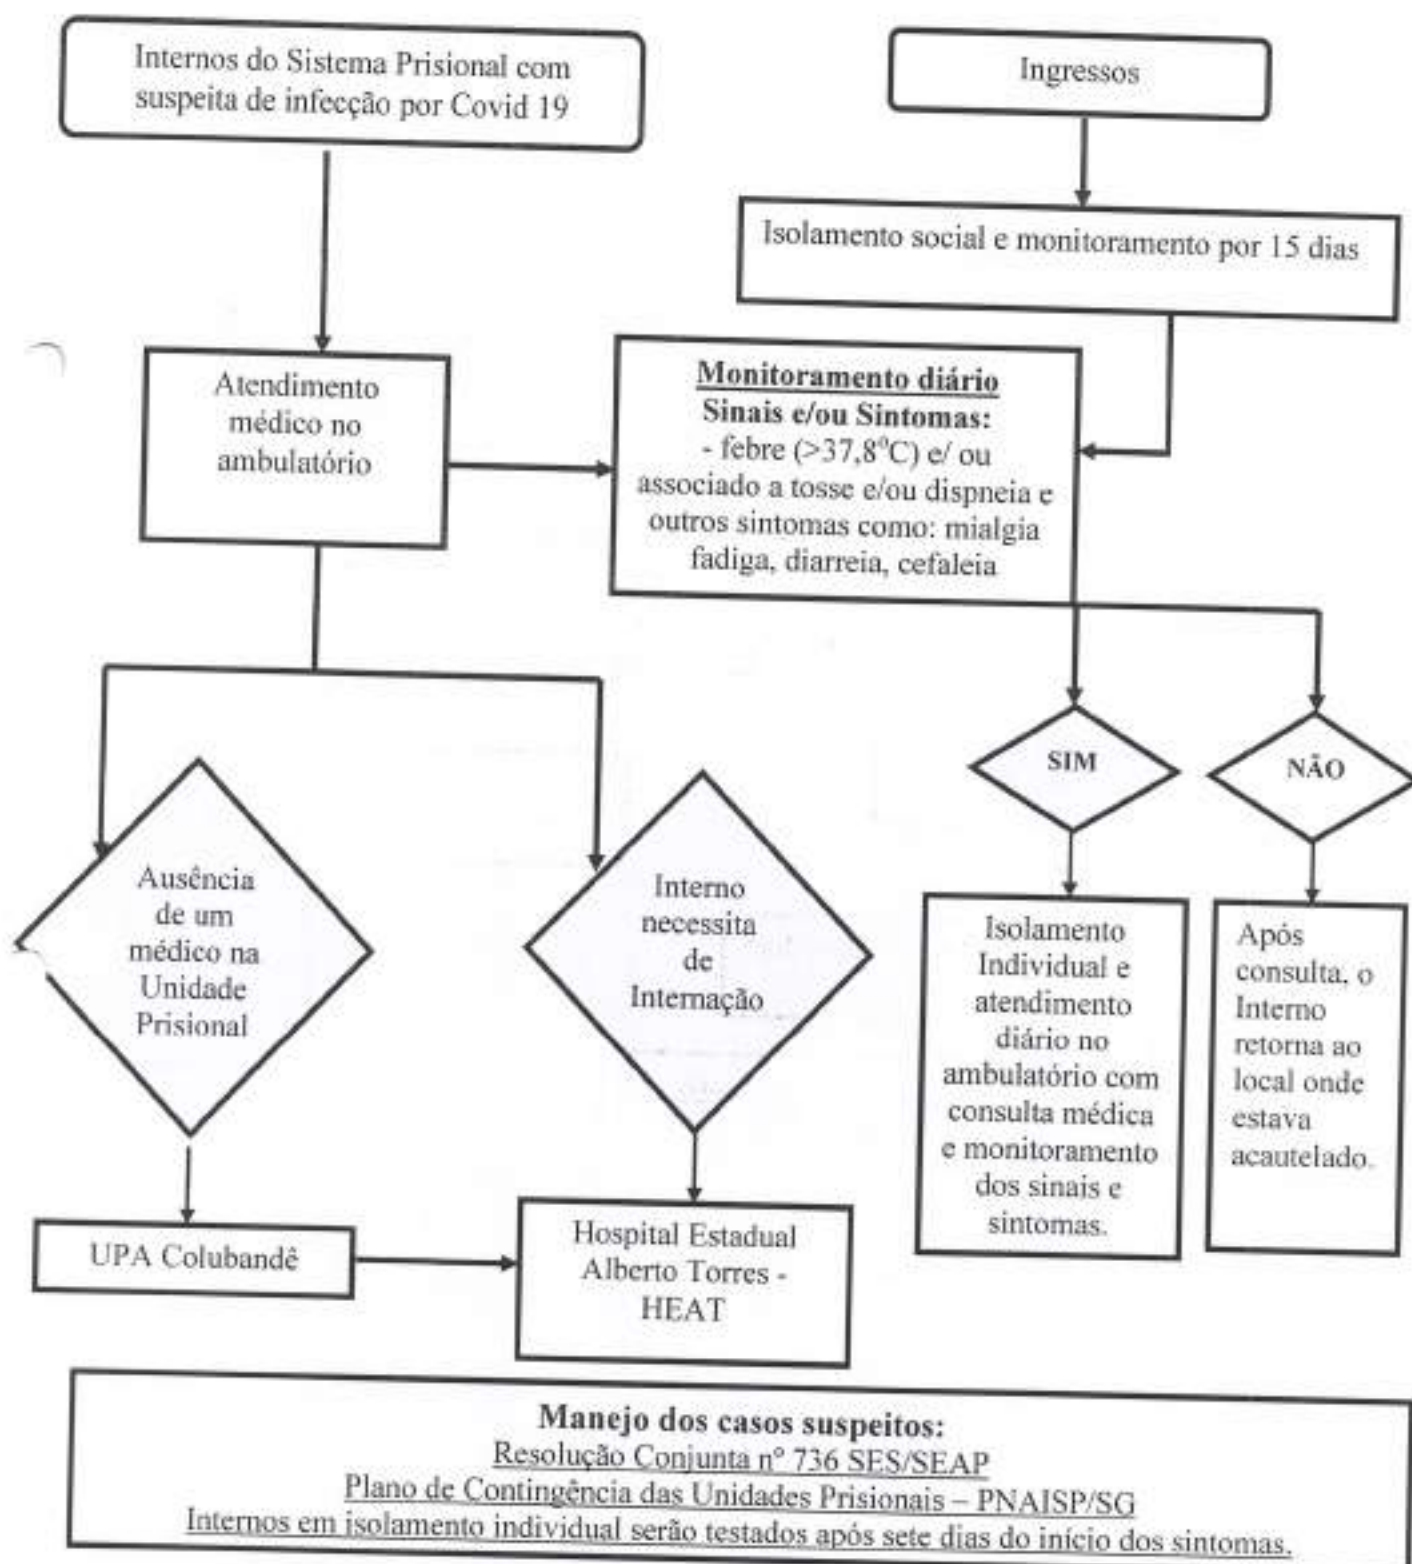 Internos do Sistema Prisional com
suspeita de infecção por Covid 19
Ingressos
Isolamento social e monitoramento por 15 dias
Atendimento
médico no
ambulatório
Monitoramento diário
Sinais e/ou Sintomas:
- febre (>37,8ºC) e/ ou
associado a tosse e/ou dispneia e
outros sintomas como: mialgia
fadiga, diarreia, cefaleia
SIM
NÃO
Ausência
de um
médico na
Unidade
Prisional
Interno
necessita
de
Internação
Isolamento
Individual e
atendimento
diário no
ambulatório com
consulta médica
e monitoramento
dos sinais e
sintomas.
Após
consulta, o
Interno
retorna ao
local onde
estava
acautelado.
UPA Colubandê
Hospital Estadual
Alberto Torres -
HEAT
Manejo dos casos suspeitos:
Resolução Conjunta nº 736 SES/SEAP
Plano de Contingência das Unidades Prisionais – PNAISP/SG
Internos em isolamento individual serão testados após sete dias do início dos sintomas.